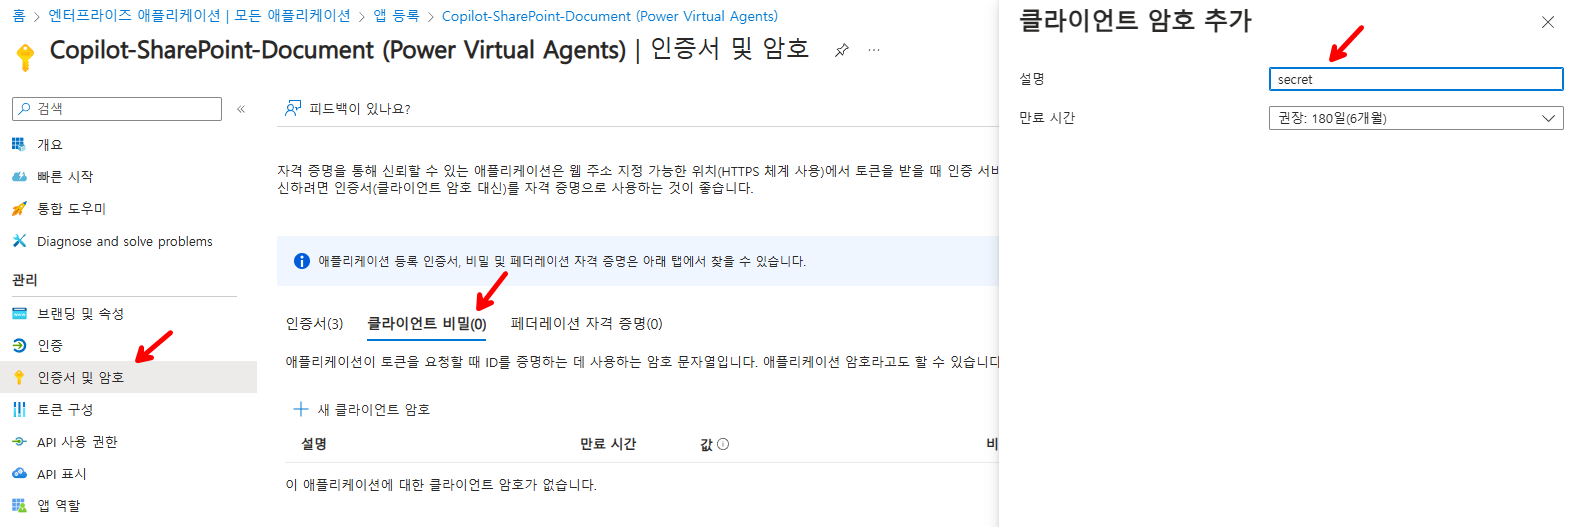 홈 > 엔터프라이즈 애플리케이션 | 모든 애플리케이션 > 앱 등록 > Copilot-SharePoint-Document (Power Virtual Agents)
Copilot-SharePoint-Document (Power Virtual Agents) | 인증서 및 암호
검색
개요
빠른 시작
통합 도우미
Diagnose and solve problems
관리
브랜딩 및 속성
인증
인증서 및 암호
토큰 구성
API 사용 권한
API 표시
앱 역할
피드백이 있나요?
자격 증명을 통해 신뢰할 수 있는 애플리케이션은 웹 주소 지정 가능한 위치(HTTPS 체계 사용)에서 토큰을 받을 때 인증 서비
신하려면 인증서(클라이언트 암호 대신)를 자격 증명으로 사용하는 것이 좋습니다.
애플리케이션 등록 인증서, 비밀 및 페더레이션 자격 증명은 아래 탭에서 찾을 수 있습니다.
인증서(3) 클라이언트 비밀(0) 페더레이션 자격 증명(0)
애플리케이션이 토큰을 요청할 때 ID를 증명하는 데 사용하는 암호 문자열입니다. 애플리케이션 암호라고도 할 수 있습니다
새 클라이언트 암호
설명 만료 시간 값 비
이 애플리케이션에 대한 클라이언트 암호가 없습니다.
클라이언트 암호 추가
설명 secret
만료 시간 권장: 180일(6개월)